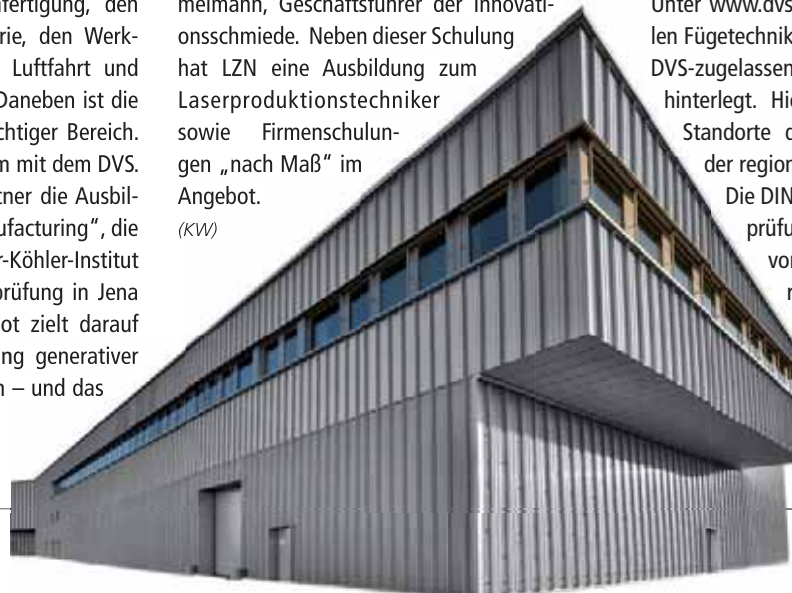 fertigung, den
rie, den Werk-
Luftfahrt und
Daneben ist die
chtiger Bereich.
m mit dem DVS.
tner die Ausbil-
ufacturing“, die
r-Köhler-Institut
prüfung in Jena
ot zielt darauf
ng generativer
n – und das
melmann, Geschäftsführer der Innovati-
onsschmiede. Neben dieser Schulung
hat LZN eine Ausbildung zum
Laserproduktionstechniker
sowie Firmenschulun-
gen „nach Maß“ im
Angebot.
(KW)
Unter www.dvs
len Fügetechnik
DVS-zugelassen
hinterlegt. Hie
Standorte d
der region
Die DIN
prüfu
vor